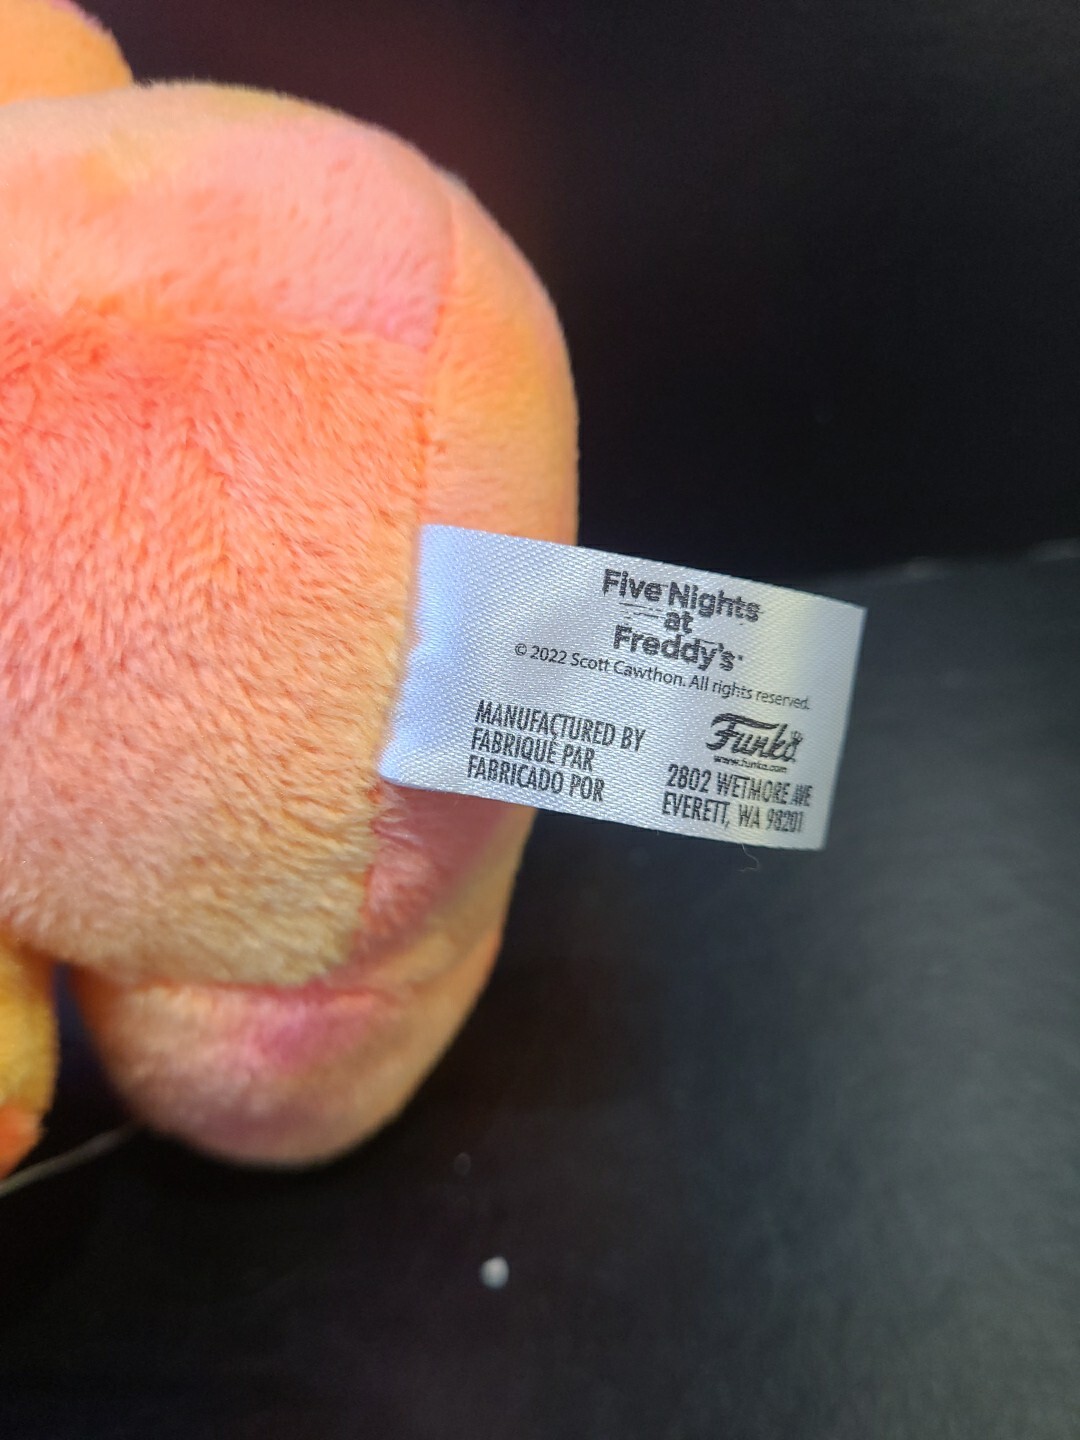 Five Nights
at
Freddy's
© 2022 Scott Cawthon. All rights reserved.
MANUFACTURED BY
FABRIQUÉ PAR
FABRICADO POR
Funko
www.funko.com
2802 WETMORE AVE
EVERETT, WA 98201